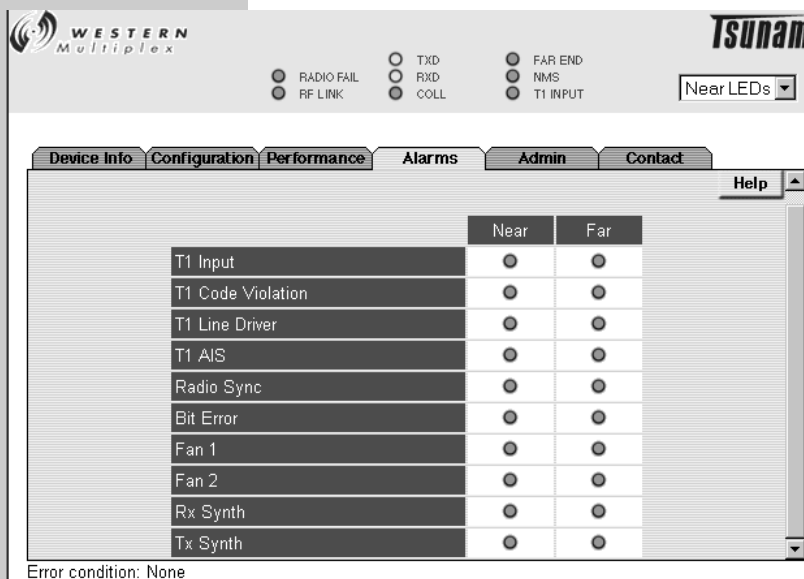 WESTERN
Multiplex
Tsunam
TXD
FAR END
RADIO FAIL
RXD
NMS
RF LINK
COLL
T1 INPUT
Near LEDs
Device Info
Configuration
Performance
Alarms
Admin
Contact
Help
Near
Far
T1 Input
T1 Code Violation
T1 Line Driver
T1 AIS
Radio Sync
Bit Error
Fan 1
Fan 2
Rx Synth
Tx Synth
Error condition: None